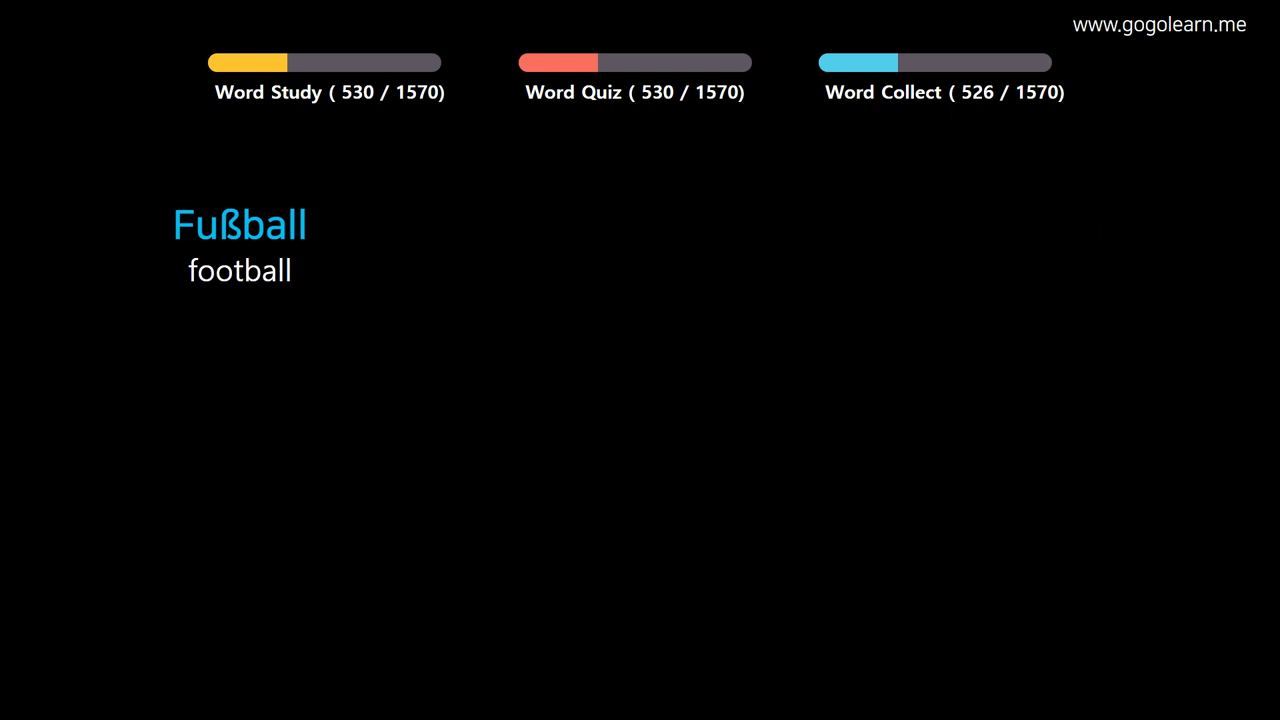 www.gogolearn.me
Word Study ( 530 / 1570)
Word Quiz ( 530 / 1570)
Word Collect ( 526 / 1570)
Fußball
football